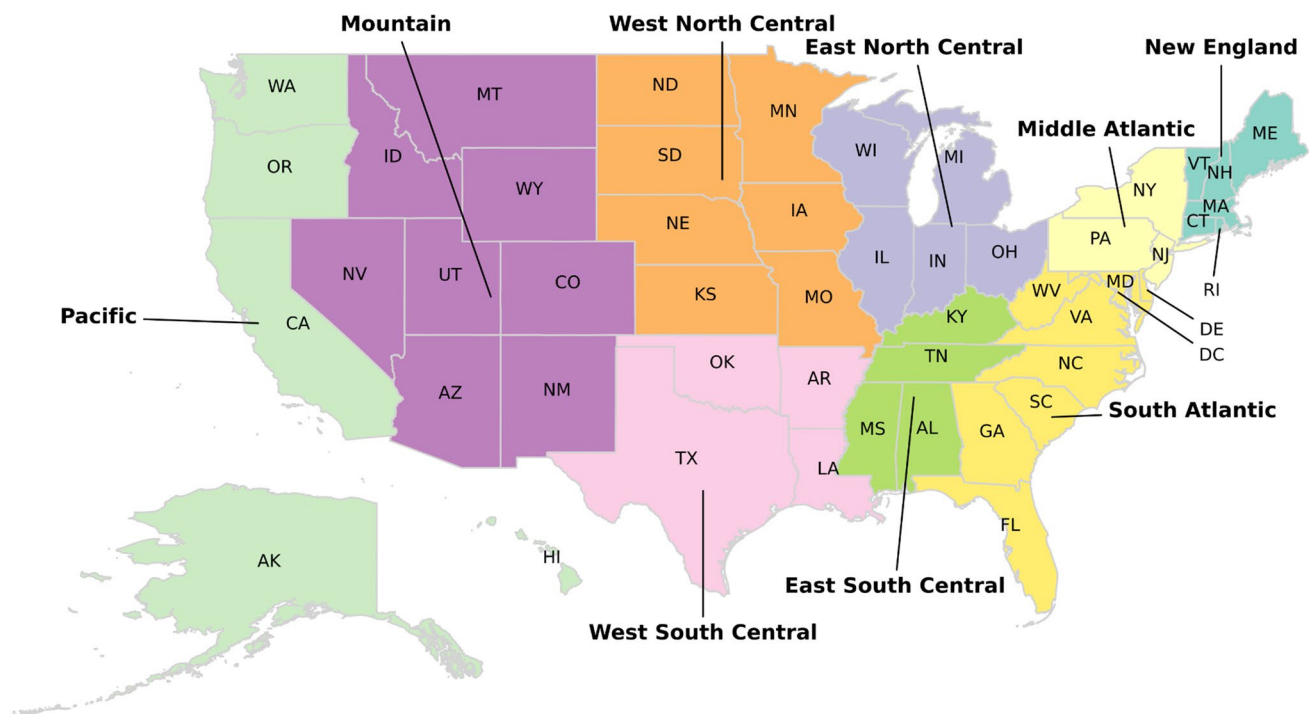 Mountain
West North Central
East North Central
New England
Middle Atlantic
WA
MT
ND
MN
ME
OR
ID
SD
WI
MI
VT
NH
WY
NY
MA
NE
IA
CT
PA
NV
UT
CO
IL
IN
OH
NJ
KS
MO
WV
MD
RI
Pacific
CA
KY
VA
DE
DC
TN
OK
NC
AZ
NM
AR
SC
South Atlantic
MS
AL
GA
TX
LA
FL
AK
HI
East South Central
West South Central